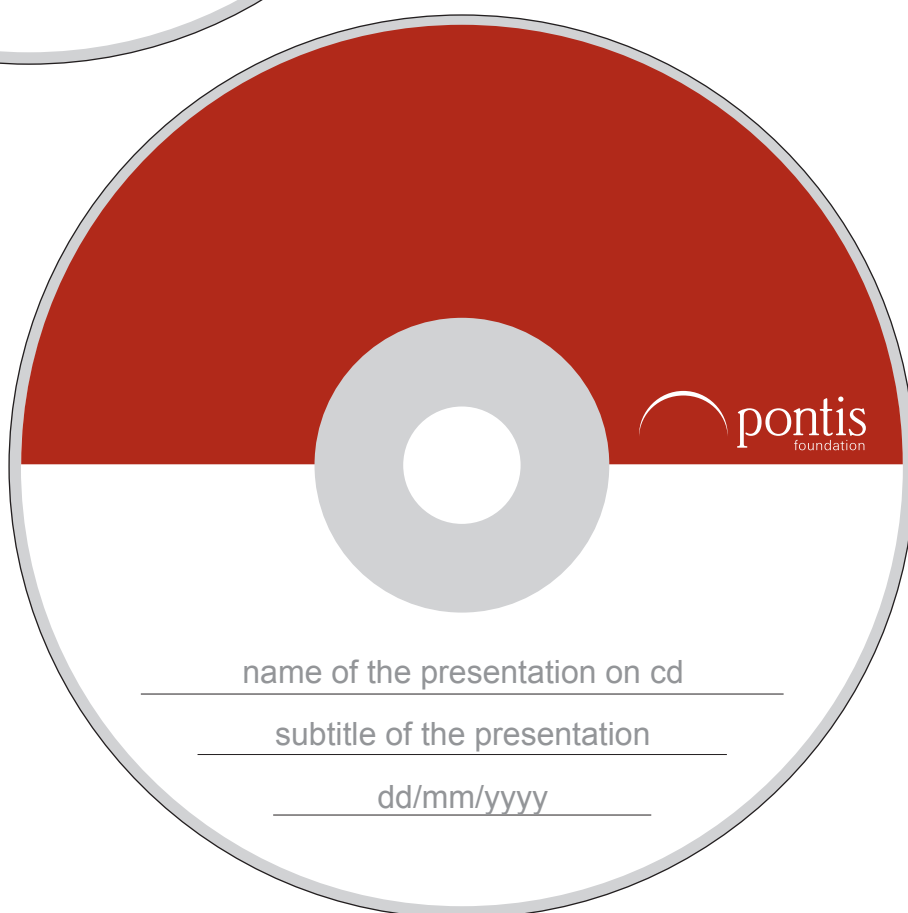 pontis
foundation
name of the presentation on cd
subtitle of the presentation
dd/mm/yyyy